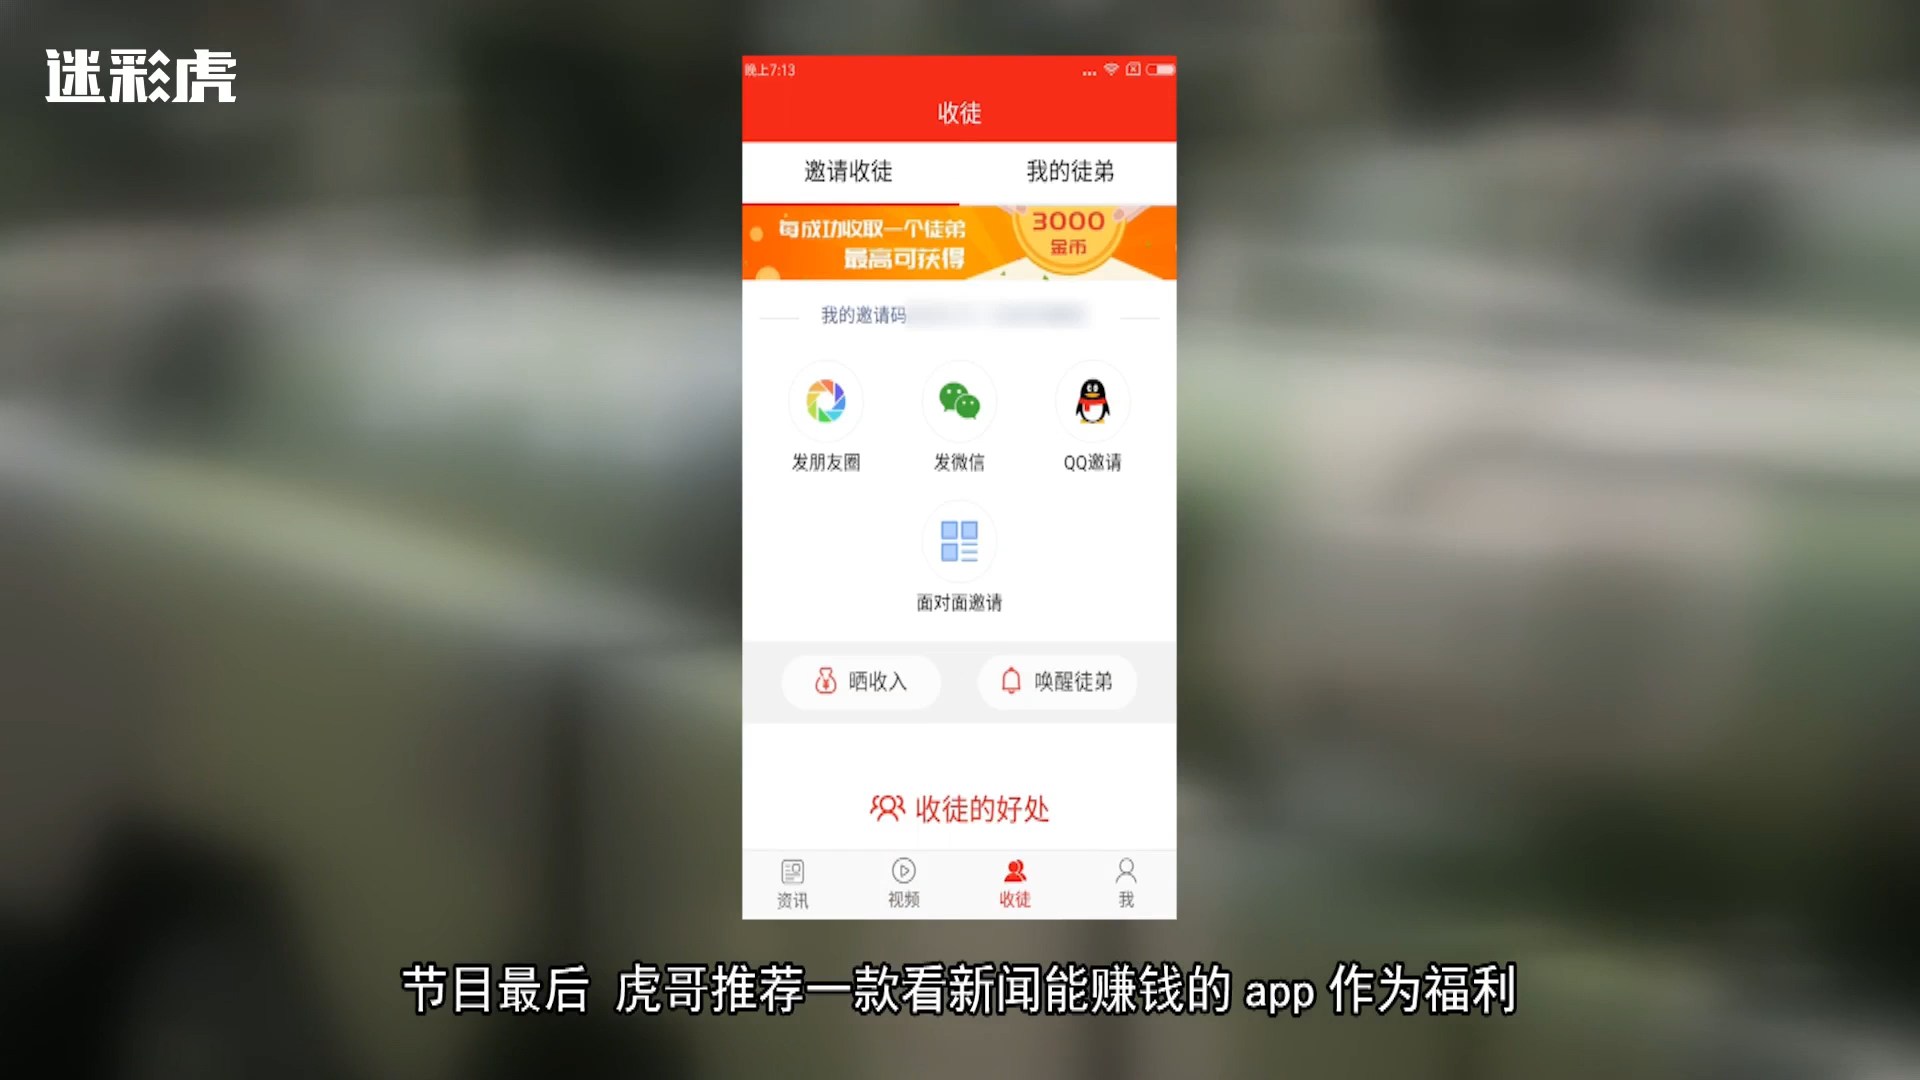 迷彩虎
晚上7:13
收徒
邀请收徒
我的徒弟
每成功收取一个徒弟
最高可获得
3000
金币
我的邀请码
发朋友圈
发微信
QQ邀请
面对面邀请
晒收入
唤醒徒弟
收徒的好处
资讯
视频
收徒
我
节目最后 虎哥推荐一款看新闻能赚钱的 app 作为福利